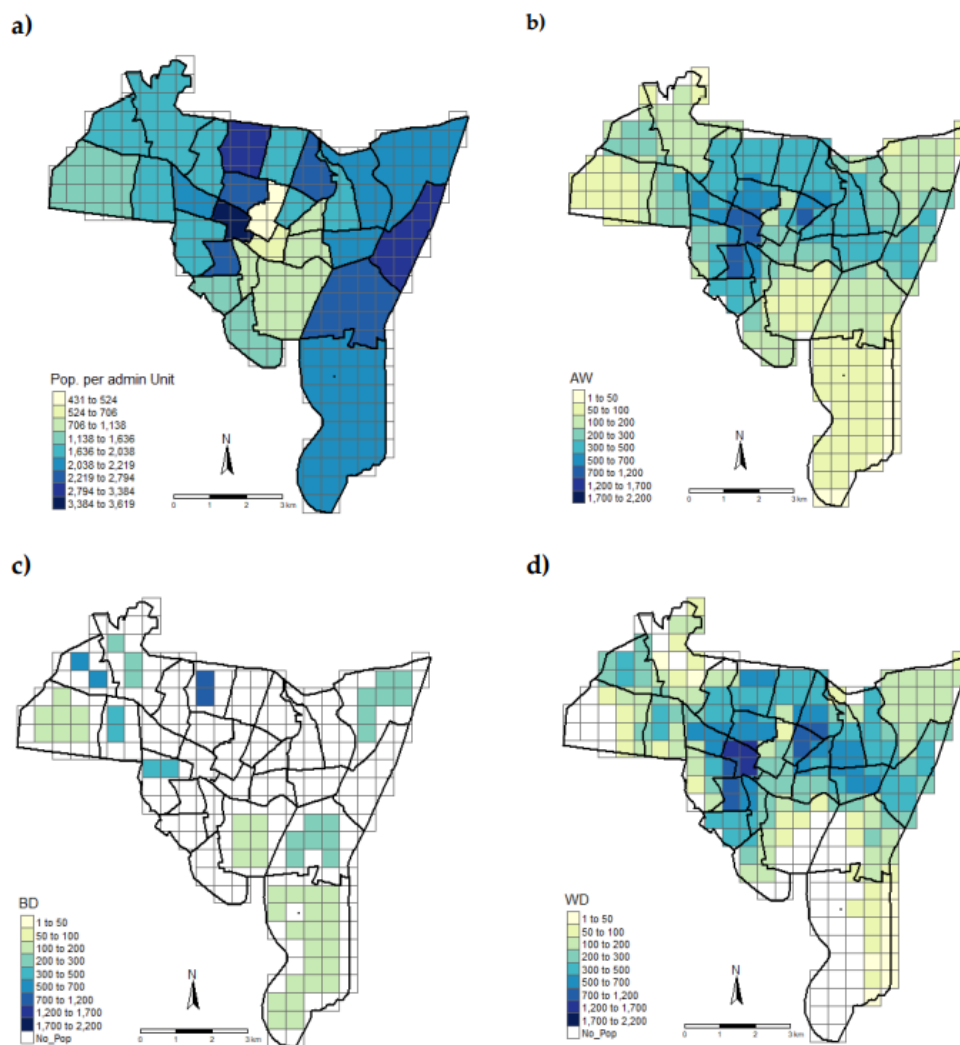 a)
Pop. per admin Unit
431 to 524
524 to 706
706 to 1,138
1,138 to 1,636
1,636 to 2,038
2,038 to 2,219
2,219 to 2,794
2,794 to 3,384
3,384 to 3,619
N
0 1 2 3 km
b)
AW
1 to 50
50 to 100
100 to 200
200 to 300
300 to 500
500 to 700
700 to 1,200
1,200 to 1,700
1,700 to 2,200
N
0 1 2 3 km
c)
BD
1 to 50
50 to 100
100 to 200
200 to 300
300 to 500
500 to 700
700 to 1,200
1,200 to 1,700
1,700 to 2,200
No_Pop
N
0 1 2 3 km
d)
WD
1 to 50
50 to 100
100 to 200
200 to 300
300 to 500
500 to 700
700 to 1,200
1,200 to 1,700
1,700 to 2,200
No_Pop
N
0 1 2 3 km